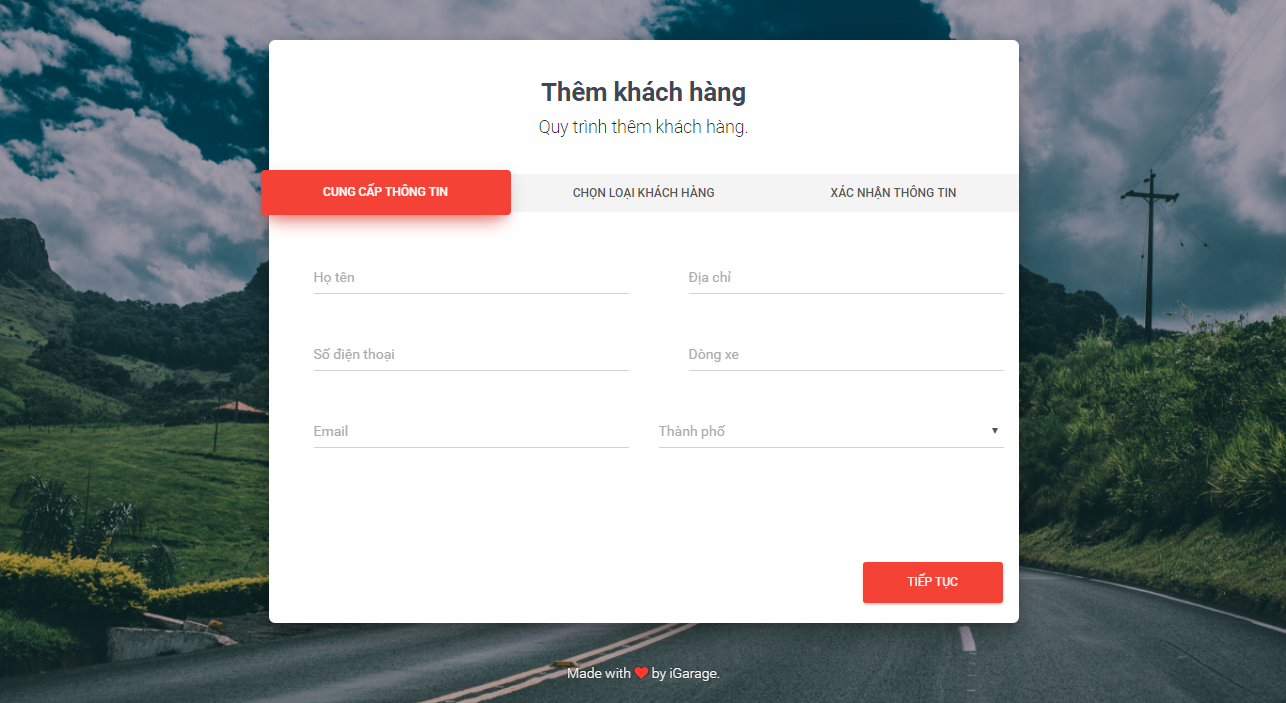 Thêm khách hàng
Quy trình thêm khách hàng.
CUNG CẤP THÔNG TIN
CHỌN LOẠI KHÁCH HÀNG
XÁC NHẬN THÔNG TIN
Họ tên
Địa chỉ
Số điện thoại
Dòng xe
Email
Thành phố
TIẾP TỤC
Made with ❤ by iGarage.